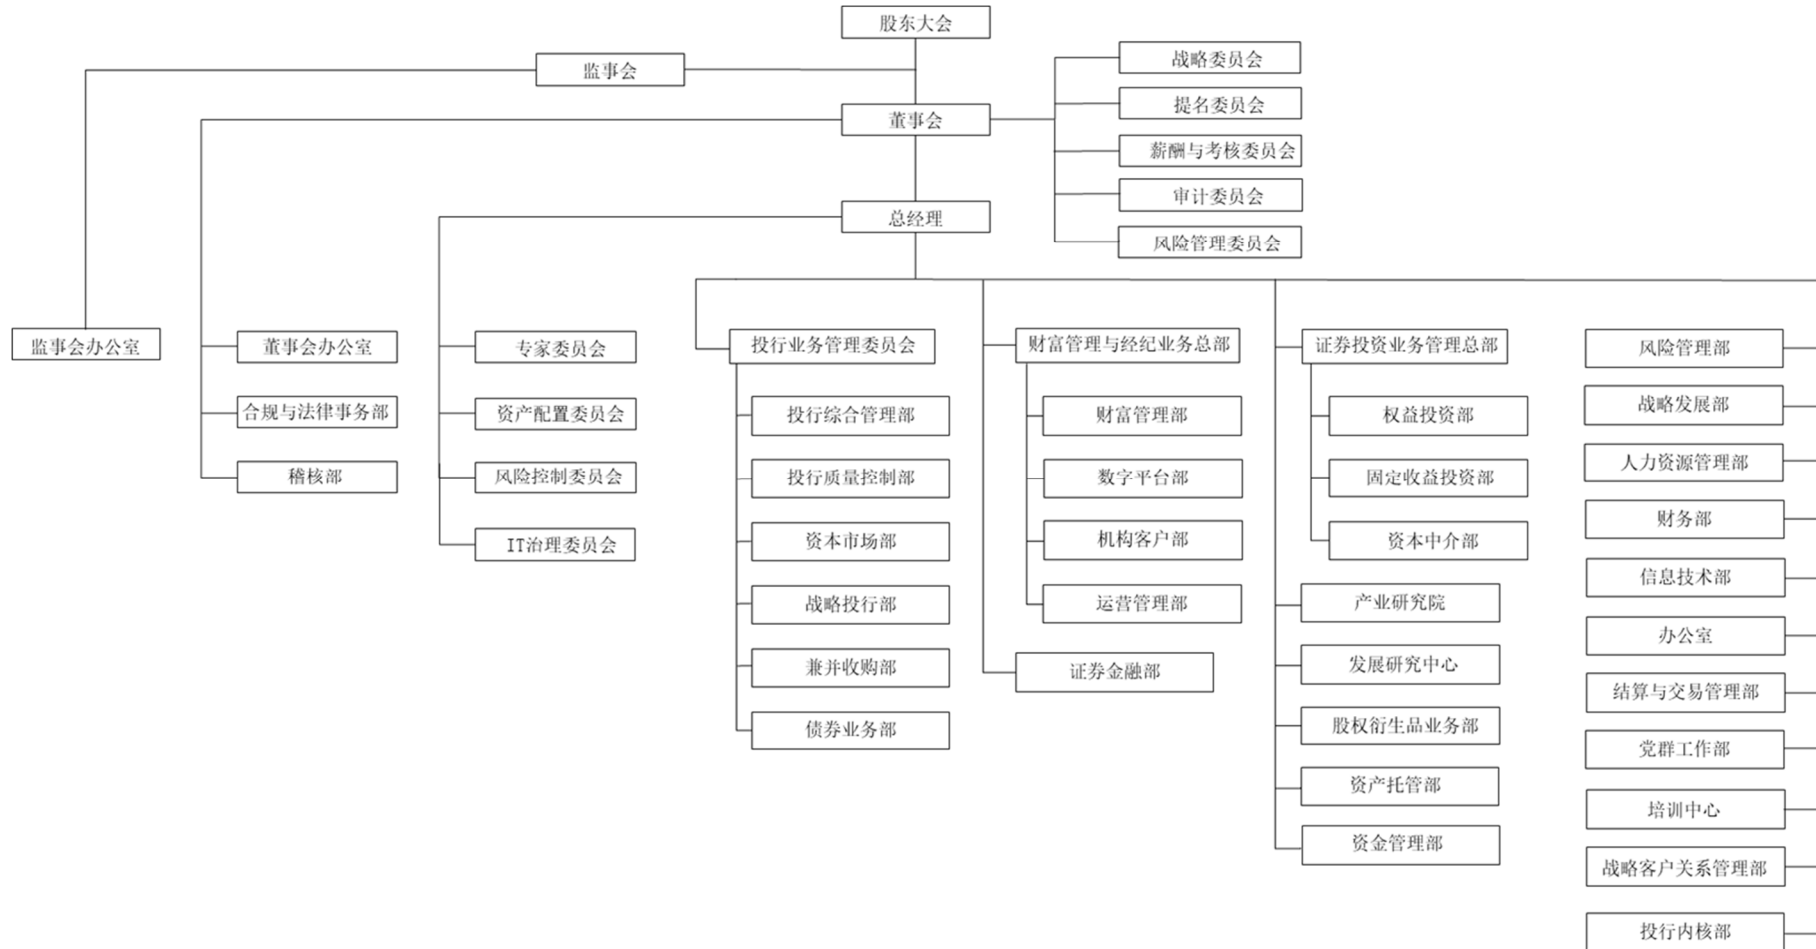 股东大会
监事会
战略委员会
提名委员会
董事会
薪酬与考核委员会
审计委员会
总经理
风险管理委员会
监事会办公室
董事会办公室
合规与法律事务部
稽核部
专家委员会
资产配置委员会
风险控制委员会
IT治理委员会
投行业务管理委员会
投行综合管理部
投行质量控制部
资本市场部
战略投行部
兼并收购部
债券业务部
财富管理与经纪业务总部
财富管理部
数字平台部
机构客户部
运营管理部
证券金融部
证券投资业务管理总部
权益投资部
固定收益投资部
资本中介部
产业研究院
发展研究中心
股权衍生品业务部
资产托管部
资金管理部
风险管理部
战略发展部
人力资源管理部
财务部
信息技术部
办公室
结算与交易管理部
党群工作部
培训中心
战略客户关系管理部
投行内核部